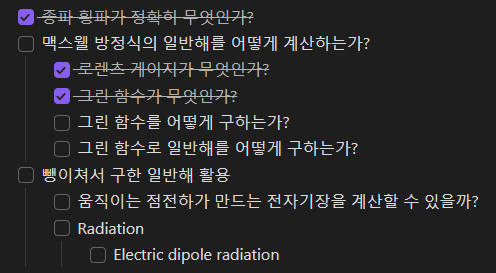 종파 횡파가 정확히 무엇인가?
맥스웰 방정식의 일반해를 어떻게 계산하는가?
로렌츠 게이지가 무엇인가?
그린 함수가 무엇인가?
그린 함수를 어떻게 구하는가?
그린 함수로 일반해를 어떻게 구하는가?
뺑이쳐서 구한 일반해 활용
움직이는 점전하가 만드는 전자기장을 계산할 수 있을까?
Radiation
Electric dipole radiation